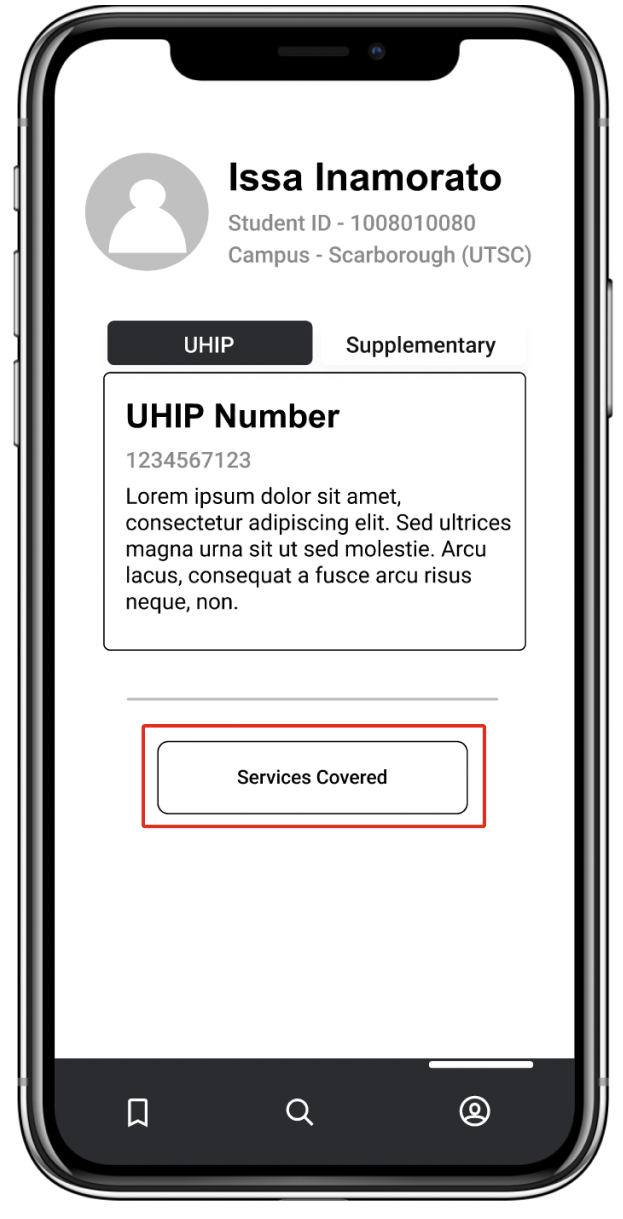 Issa Inamorato
Student ID - 1008010080
Campus - Scarborough (UTSC)
UHIP
Supplementary
UHIP Number
1234567123
Lorem ipsum dolor sit amet,
consectetur adipiscing elit. Sed ultrices
magna urna sit ut sed molestie. Arcu
lacus, consequat a fusce arcu risus
neque, non.
Services Covered